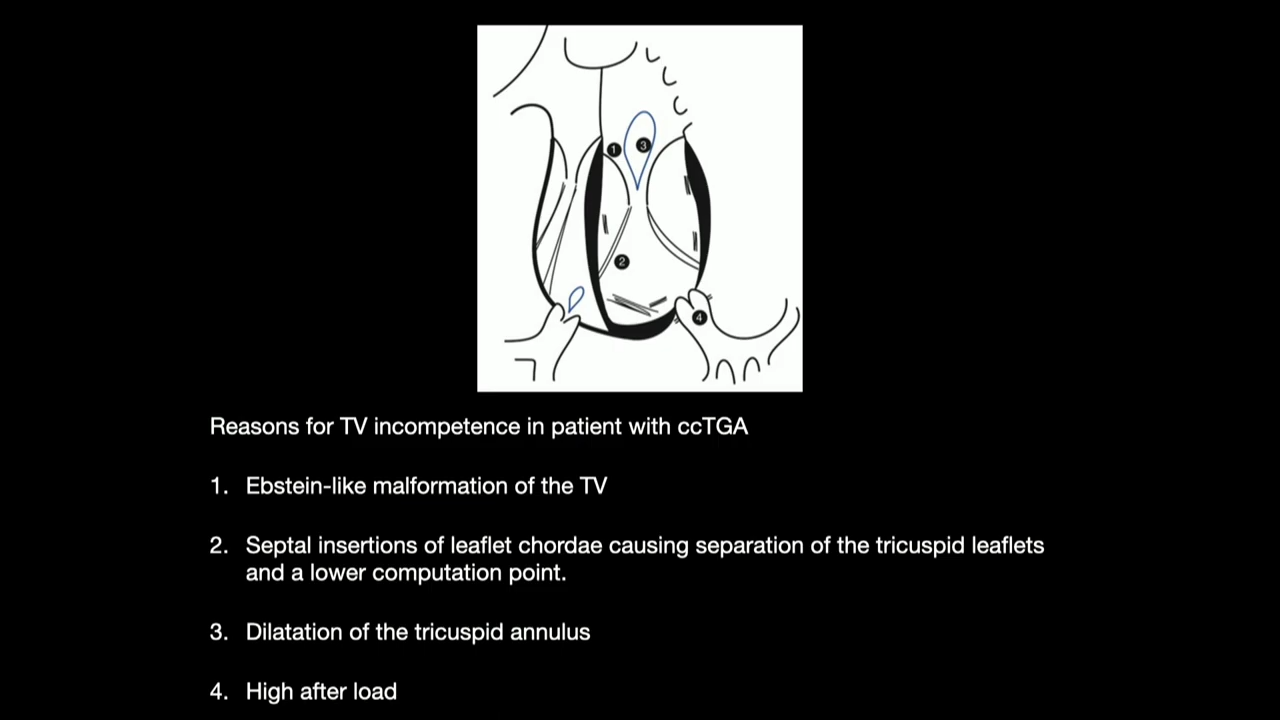 1
3
2
4
Reasons for TV incompetence in patient with ccTGA
1. Ebstein-like malformation of the TV
2. Septal insertions of leaflet chordae causing separation of the tricuspid leaflets
and a lower computation point.
3. Dilatation of the tricuspid annulus
4. High after load